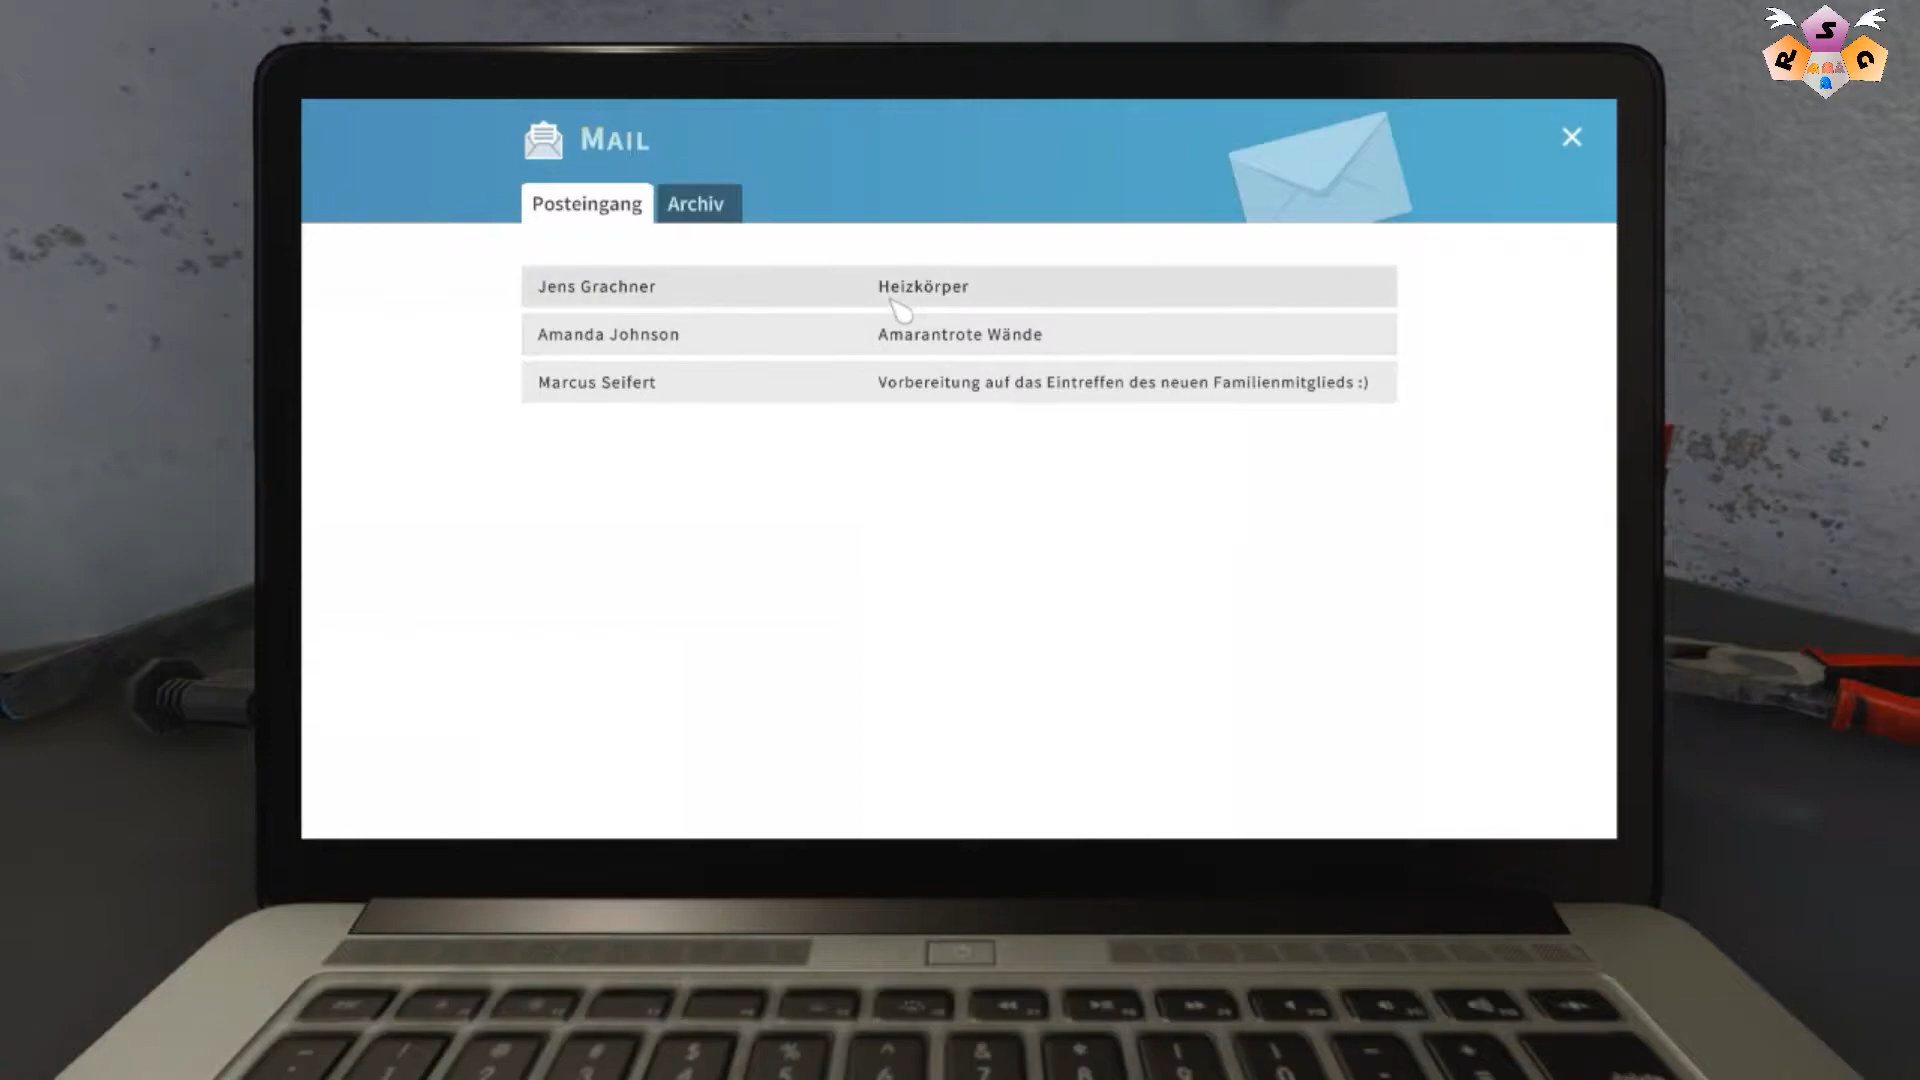 R S G
MAIL
Posteingang Archiv
Jens Grachner Heizkörper
Amanda Johnson Amarantrote Wände
Marcus Seifert Vorbereitung auf das Eintreffen des neuen Familienmitglieds :)